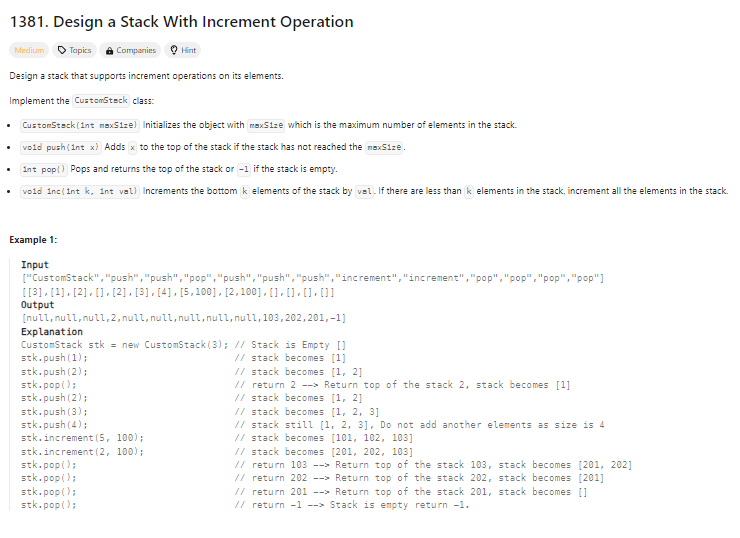 1381. Design a Stack With Increment Operation
Medium Topics Companies Hint
Design a stack that supports increment operations on its elements.
Implement the CustomStack class:
• CustomStack(int maxSize) Initializes the object with maxSize which is the maximum number of elements in the stack.
• void push(int x) Adds x to the top of the stack if the stack has not reached the maxSize.
• int pop() Pops and returns the top of the stack or -1 if the stack is empty.
• void inc(int k, int val) Increments the bottom k elements of the stack by val. If there are less than k elements in the stack, increment all the elements in the stack.
Example 1:
Input
["CustomStack","push","push","pop","push","push","push","increment","increment","pop","pop","pop","pop"]
[[3],[1],[2],[],[2],[3],[4],[5,100],[2,100],[],[],[],[]]
Output
[null,null,null,2,null,null,null,null,null,103,202,201,-1]
Explanation
CustomStack stk = new CustomStack(3); // Stack is Empty []
stk.push(1); // stack becomes [1]
stk.push(2); // stack becomes [1, 2]
stk.pop(); // return 2 --> Return top of the stack 2, stack becomes [1]
stk.push(2); // stack becomes [1, 2]
stk.push(3); // stack becomes [1, 2, 3]
stk.push(4); // stack still [1, 2, 3], Do not add another elements as size is 4
stk.increment(5, 100); // stack becomes [101, 102, 103]
stk.increment(2, 100); // stack becomes [201, 202, 103]
stk.pop(); // return 103 --> Return top of the stack 103, stack becomes [201, 202]
stk.pop(); // return 202 --> Return top of the stack 202, stack becomes [201]
stk.pop(); // return 201 --> Return top of the stack 201, stack becomes []
stk.pop(); // return -1 --> Stack is empty return -1.